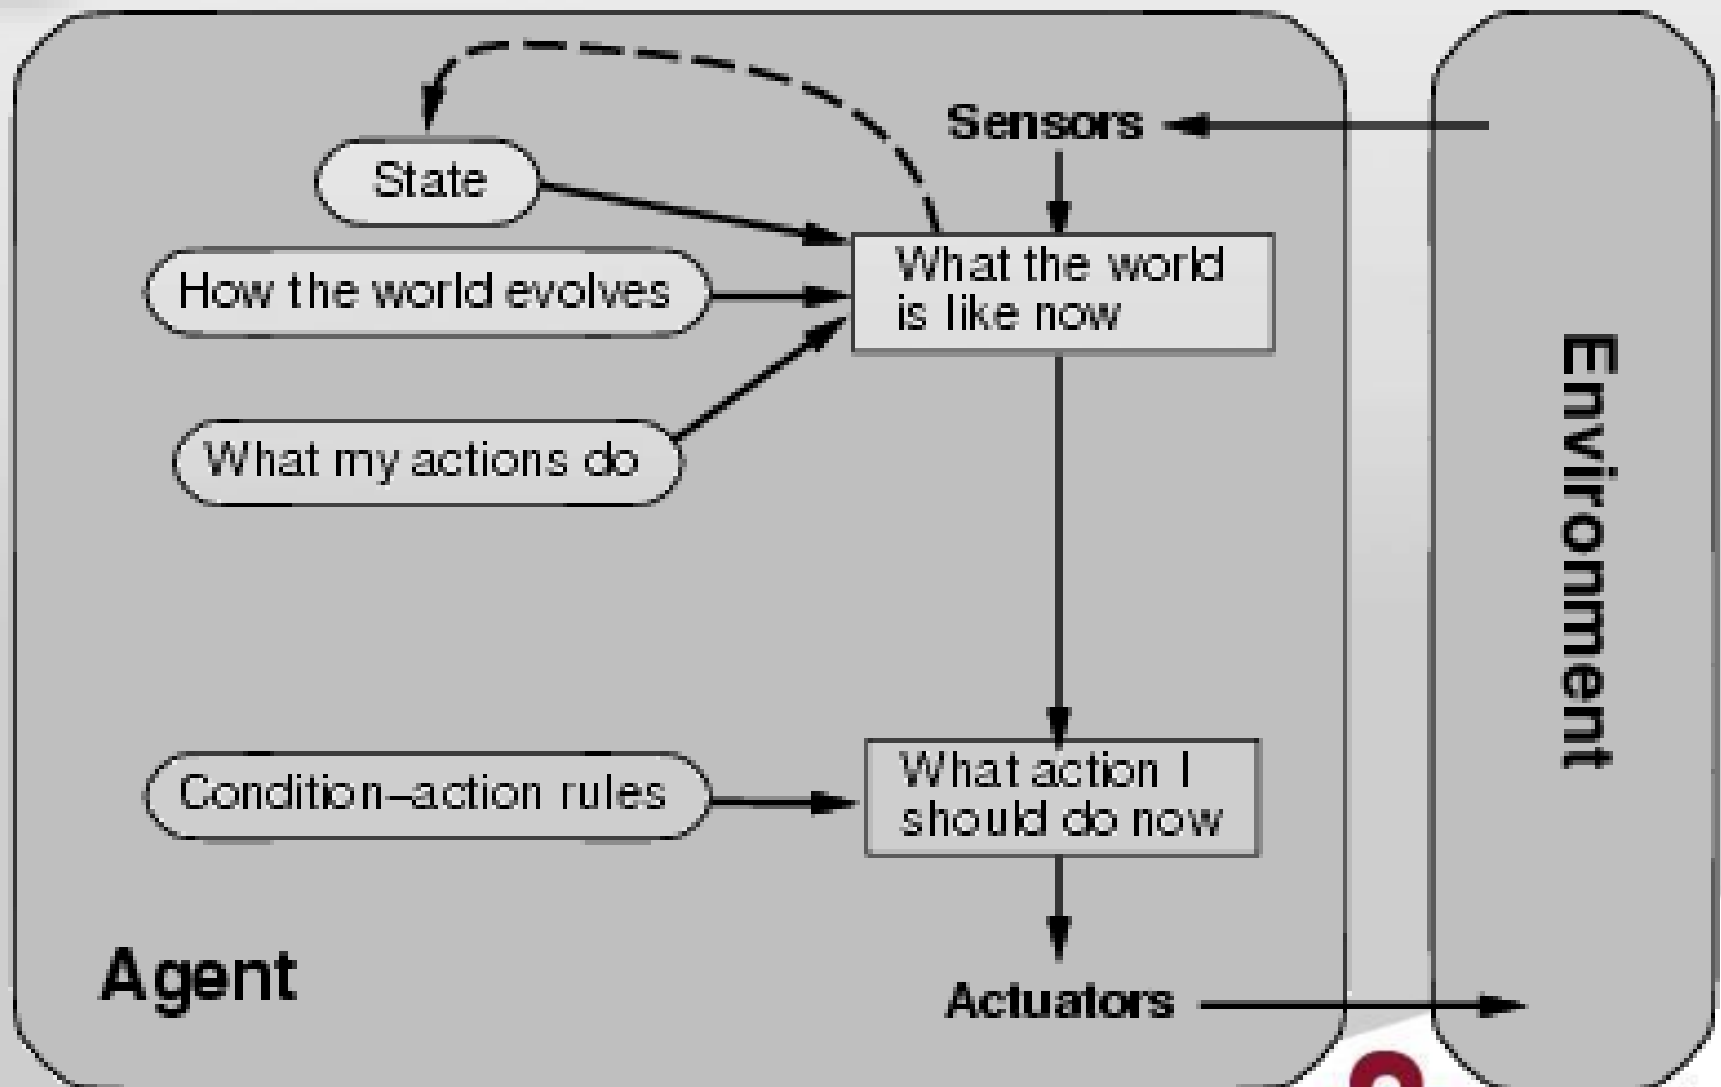 Sensors
State
What the world
is like now
How the world evolves
What my actions do
Environment
Condition–action rules
What action I
should do now
Agent
Actuators